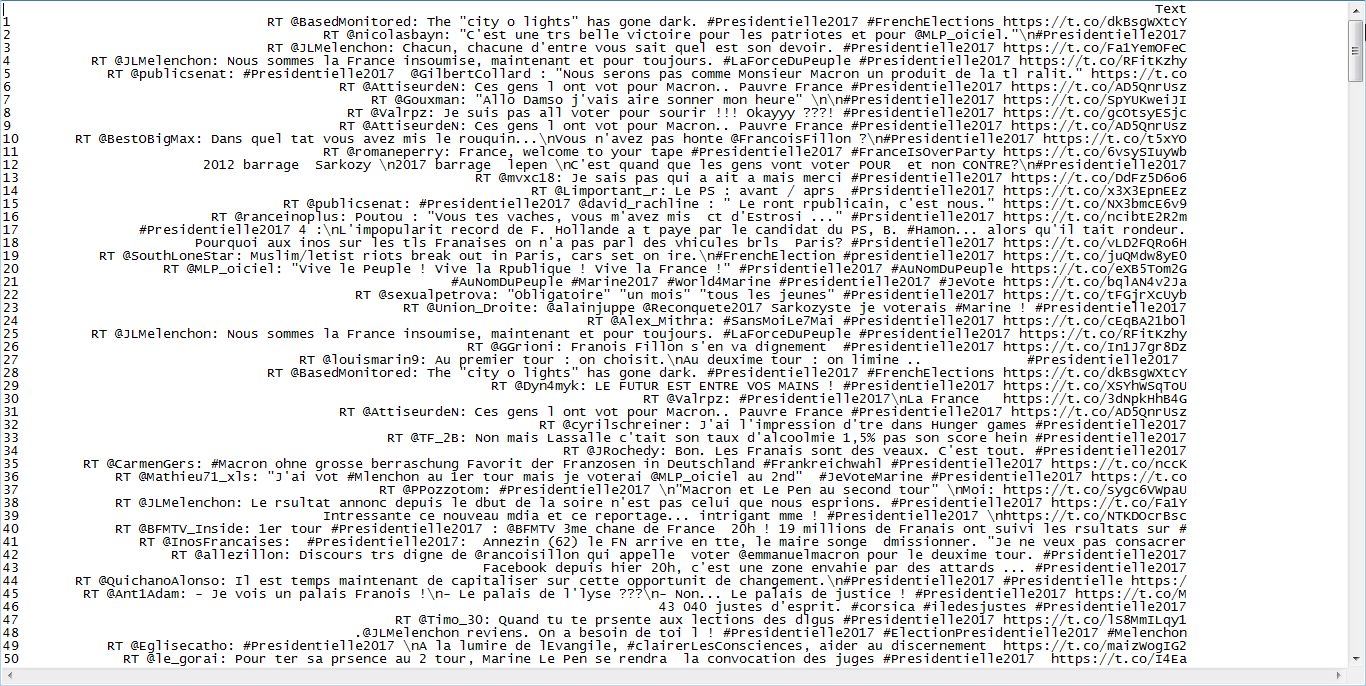 Text
1 RT @BasedMonitored: The "city o lights" has gone dark. #Presidentielle2017 #FrenchElections https://t.co/dkBsgWXtcY
2 RT @nicolasbayn: "C'est une trs belle victoire pour les patriotes et pour @MLP_oiciel."\n#Presidentielle2017
3 RT @JLMelenchon: Chacun, chacune d'entre vous sait quel est son devoir. #Presidentielle2017 https://t.co/Fa1YemOFeC
4 RT @JLMelenchon: Nous sommes la France insoumise, maintenant et pour toujours. #LaForceDuPeuple #Presidentielle2017 https://t.co/RFitKzhy
5 RT @publicsenat: #Presidentielle2017  @GilbertCollard : "Nous serons pas comme Monsieur Macron un produit de la tl ralit." https://t.co
6 RT @AttiseurdeN: Ces gens l ont vot pour Macron.. Pauvre France #Presidentielle2017 https://t.co/AD5QnrUsz
7 RT @Gouxman: "Allo Damso j'vais aire sonner mon heure" \n\n#Presidentielle2017 https://t.co/SpYUKweiJI
8 RT @Valrpz: Je suis pas all voter pour sourir !!! Okayyy ???! #Presidentielle2017 https://t.co/gcOtsyESjc
9 RT @AttiseurdeN: Ces gens l ont vot pour Macron.. Pauvre France #Presidentielle2017 https://t.co/AD5QnrUsz
10 RT @BestOBigMax: Dans quel tat vous avez mis le rouquin...\nVous n'avez pas honte @FrancoisFillon ?\n#Presidentielle2017 https://t.co/t5xYO
11 RT @romaneperry: France, welcome to your tape #Presidentielle2017 #FranceIsOverParty https://t.co/6vsySIuyWb
12 2012 barrage  Sarkozy \n2017 barrage  lepen \nC'est quand que les gens vont voter POUR  et non CONTRE?\n#Presidentielle2017
13 RT @mvxc18: Je sais pas qui a ait a mais merci #Presidentielle2017 https://t.co/DdFz5D6o6
14 RT @Limportant_r: Le PS : avant / aprs  #Presidentielle2017 https://t.co/x3X3EpnEEz
15 RT @publicsenat: #Presidentielle2017 @david_rachline : " Le ront rpublicain, c'est nous." https://t.co/NX3bmcE6v9
16 RT @ranceinoplus: Poutou : "Vous tes vaches, vous m'avez mis  ct d'Estrosi ..." #Prsidentielle2017 https://t.co/ncibtE2R2m
17 #Presidentielle2017 4 :\nL'impopularit record de F. Hollande a t paye par le candidat du PS, B. #Hamon... alors qu'il tait rondeur.
18 Pourquoi aux inos sur les tls Franaises on n'a pas parl des vhicules brls  Paris? #Prsidentielle2017 https://t.co/vLD2FQRo6H
19 RT @SouthLoneStar: Muslim/letist riots break out in Paris, cars set on ire.\n#FrenchElection #presidentielle2017 https://t.co/juQMdw8yE0
20 RT @MLP_oiciel: "Vive le Peuple ! Vive la Rpublique ! Vive la France !" #Prsidentielle2017 #AuNomDuPeuple https://t.co/eXB5Tom2G
21 #AuNomDuPeuple #Marine2017 #World4Marine #Presidentielle2017 #JeVote https://t.co/bqlAN4v2Ja
22 RT @sexualpetrova: "Obligatoire" "un mois" "tous les jeunes" #Presidentielle2017 https://t.co/tFGjrXcUyb
23 RT @Union_Droite: @alainjuppe @Reconquete2017 Sarkozyste je voterais #Marine ! #Presidentielle2017
24 RT @Alex_Mithra: #SansMoiLe7Mai #Presidentielle2017 https://t.co/cEQBA21bOl
25 RT @JLMelenchon: Nous sommes la France insoumise, maintenant et pour toujours. #LaForceDuPeuple #Presidentielle2017 https://t.co/RFitKzhy
26 RT @GGrioni: Franois Fillon s'en va dignement  #Presidentielle2017 https://t.co/In1J7gr8Dz
27 RT @louismarin9: Au premier tour : on choisit.\nAu deuxime tour : on limine ..             #Presidentielle2017
28 RT @BasedMonitored: The "city o lights" has gone dark. #Presidentielle2017 #FrenchElections https://t.co/dkBsgWXtcY
29 RT @Dyn4myk: LE FUTUR EST ENTRE VOS MAINS ! #Presidentielle2017 https://t.co/XSYhWSqToU
30 RT @Valrpz: #Presidentielle2017\nLa France   https://t.co/3dNpkHhB4G
31 RT @AttiseurdeN: Ces gens l ont vot pour Macron.. Pauvre France #Presidentielle2017 https://t.co/AD5QnrUsz
32 RT @cyrilschreiner: J'ai l'impression d'tre dans Hunger games #Presidentielle2017
33 RT @TF_2B: Non mais Lassalle c'tait son taux d'alcoolmie 1,5% pas son score hein #Presidentielle2017
34 RT @JRochedy: Bon. Les Franais sont des veaux. C'est tout. #Presidentielle2017
35 RT @CarmenGers: #Macron ohne grosse berraschung Favorit der Franzosen in Deutschland #Frankreichwahl #Presidentielle2017 https://t.co/nccK
36 RT @Mathieu71_xls: "J'ai vot #Mlenchon au 1er tour mais je voterai @MLP_oiciel au 2nd"  #JeVoteMarine #Presidentielle2017
37 RT @PPozzotom: #Presidentielle2017 \n"Macron et Le Pen au second tour" \nMoi: https://t.co/sygc6VWpaU
38 RT @JLMelenchon: Le rsultat annonc depuis le dbut de la soire n'est pas celui que nous esprions. #Presidentielle2017 https://t.co/Fa1Y
39 Intressante ce nouveau mdia et ce reportage... intrigant mme ! #Presidentielle2017 \nhttps://t.co/NTKDOcrBsc
40 RT @BFMTV_Inside: 1er tour #Presidentielle2017 : @BFMTV 3me chane de France  20h ! 19 millions de Franais ont suivi les rsultats sur #
41 RT @InosFrancaises:  #Presidentielle2017:  Annezin (62) le FN arrive en tte, le maire songe  dmissionner. "Je ne veux pas consacrer
42 RT @allezillon: Discours trs digne de @rancoisillon qui appelle  voter @emmanuelmacron pour le deuxime tour. #Prsidentielle2017
43 Facebook depuis hier 20h, c'est une zone envahie par des attards ... #Presidentielle2017
44 RT @QuichanoAlonso: Il est temps maintenant de capitaliser sur cette opportunit de changement.\n#Presidentielle2017 #Presidentielle https:/
45 RT @Ant1Adam: - Je vois un palais Franois !\n- Le palais de l'lyse ???\n- Non... Le palais de justice ! #Presidentielle2017 https://t.co/M
46 43 040 justes d'esprit. #corsica #iledesjustes #Presidentielle2017
47 RT @Timo_30: Quand tu te prsente aux lections des dlgus #Presidentielle2017 https://t.co/lS8MmILqy1
48 .@JLMelenchon reviens. On a besoin de toi l ! #Presidentielle2017 #ElectionPresidentielle2017 #Melenchon
49 RT @Eglisecatho: #Presidentielle2017 \nA la lumire de lEvangile, #clairerLesConsciences, aider au discernement  https://t.co/maizWogIG2
50 RT @le_gorai: Pour ter sa prsence au 2 tour, Marine Le Pen se rendra  la convocation des juges #Presidentielle2017  https://t.co/I4Ea